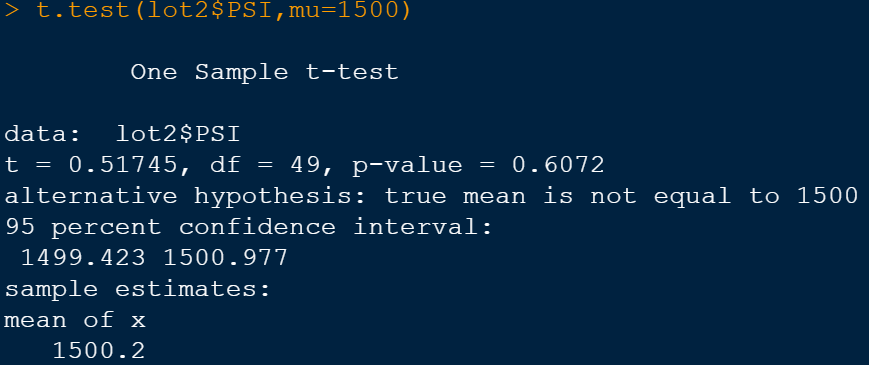 > t.test(lot2$PSI,mu=1500)
One Sample t-test
data:  lot2$PSI
t = 0.51745, df = 49, p-value = 0.6072
alternative hypothesis: true mean is not equal to 1500
95 percent confidence interval:
1499.423 1500.977
sample estimates:
mean of x
1500.2